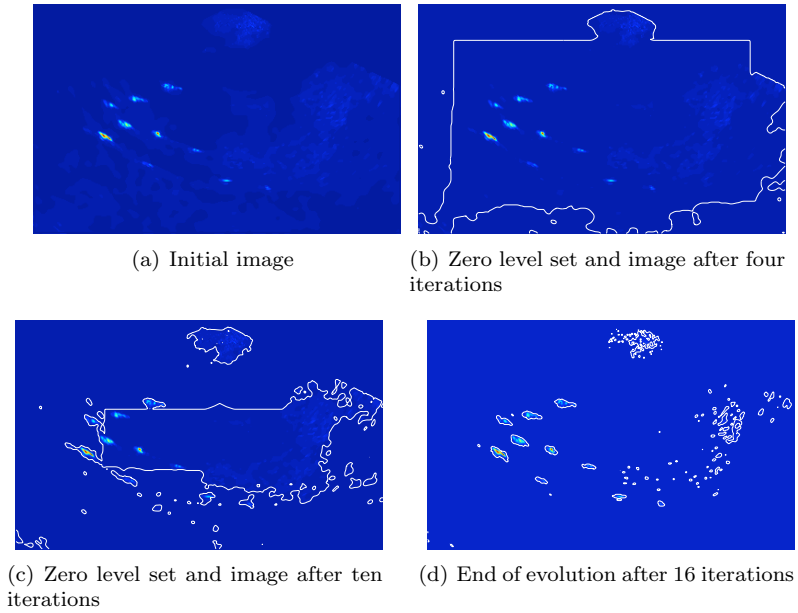 (a) Initial image
(b) Zero level set and image after four
iterations
(c) Zero level set and image after ten
iterations
(d) End of evolution after 16 iterations